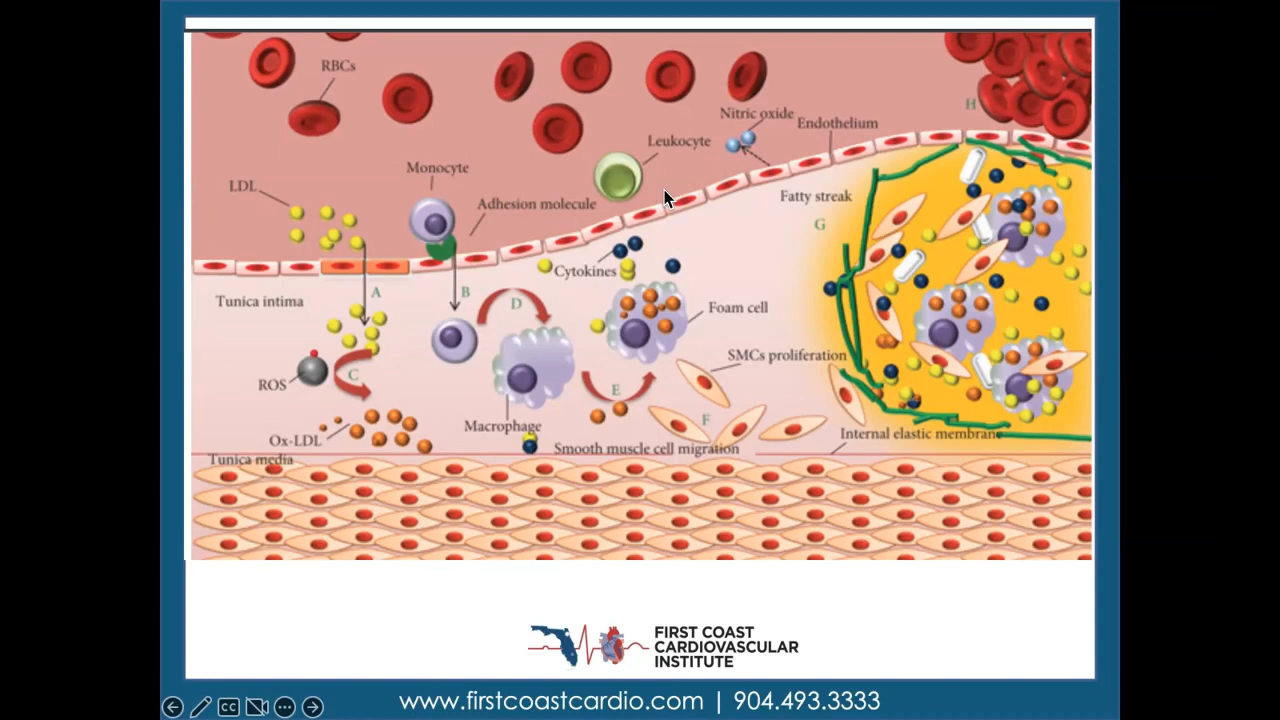 RBCs
H
Nitric oxide
Endothelium
Leukocyte
Monocyte
LDL
Adhesion molecule
Fatty streak
G
Cytokines
Tunica intima
A
B
D
Foam cell
SMCs proliferation
ROS
C
E
F
Macrophage
Ox-LDL
Internal elastic membrane
Smooth muscle cell migration
Tunica media
FIRST COAST
CARDIOVASCULAR
INSTITUTE
www.firstcoastcardio.com | 904.493.3333
CC